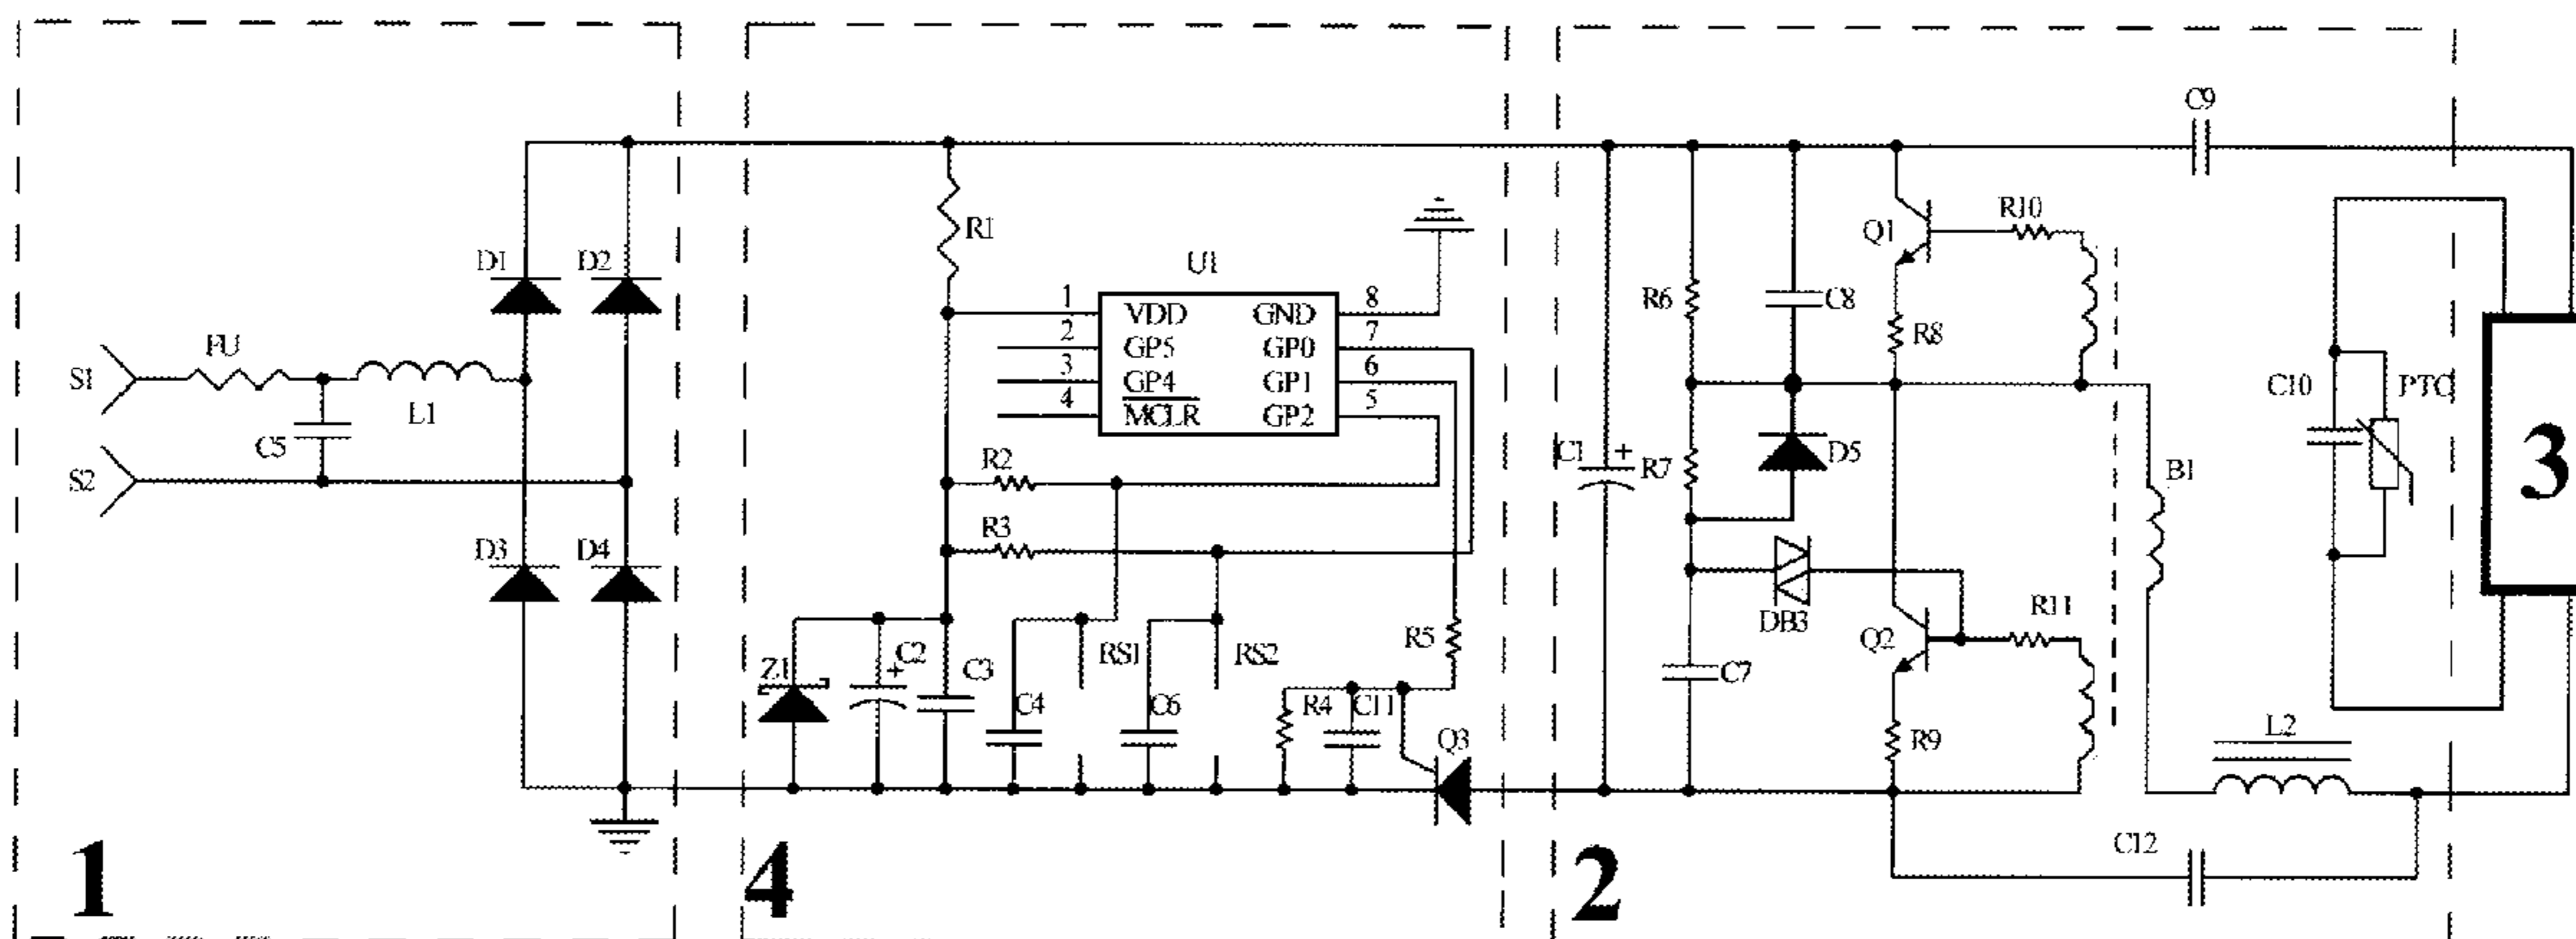 C9
R1
Q1
R10
D1
D2
U1
1 VDD GND 8
2 GP5 GP0 7
3 GP4 GP1 6
4 MCLR GP2 5
R6
C8
R8
FU
S1
L1
C5
S2
C10
PTC
3
R2
C1
+
R7
D5
B1
R3
D3
D4
DB3
R11
Z1
+
C2
C3
RS1
RS2
R5
Q2
C4
C6
R4
C11
Q3
C7
R9
L2
C12
1
4
2